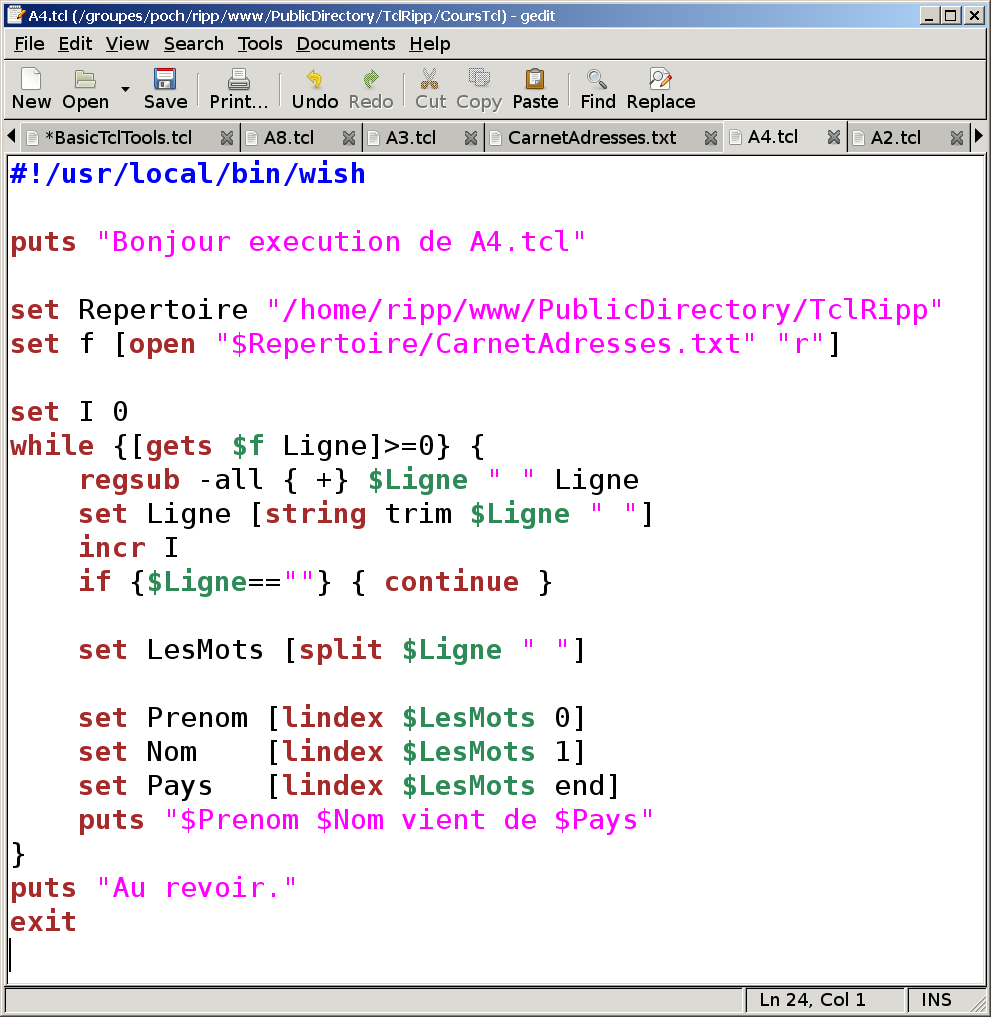 A4.tcl (/groupes/poch/ripp/www/PublicDirectory/TclRipp/CoursTcl) - gedit
File Edit View Search Tools Documents Help
New Open Save Print... Undo Redo Cut Copy Paste Find Replace
*BasicTclTools.tcl A8.tcl A3.tcl CarnetAdresses.txt A4.tcl A2.tcl
#!/usr/local/bin/wish
puts "Bonjour execution de A4.tcl"
set Repertoire "/home/ripp/www/PublicDirectory/TclRipp"
set f [open "$Repertoire/CarnetAdresses.txt" "r"]
set I 0
while {[gets $f Ligne]>=0} {
    regsub -all { +} $Ligne " " Ligne
    set Ligne [string trim $Ligne " "]
    incr I
    if {$Ligne==""} { continue }
    set LesMots [split $Ligne " "]
    set Prenom [lindex $LesMots 0]
    set Nom    [lindex $LesMots 1]
    set Pays   [lindex $LesMots end]
    puts "$Prenom $Nom vient de $Pays"
}
puts "Au revoir."
exit
Ln 24, Col 1 INS